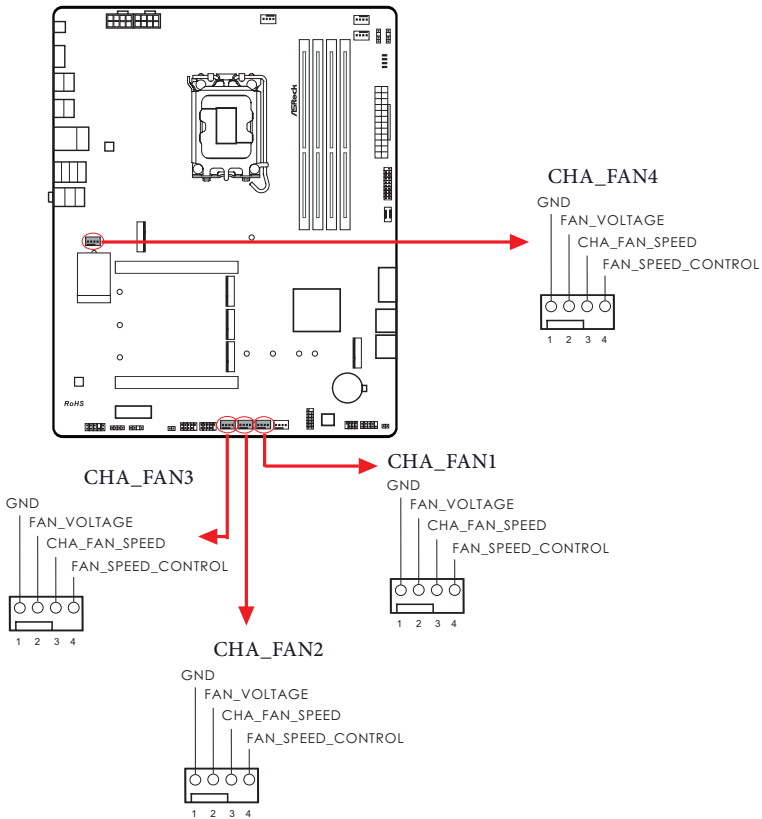 ASRock
RoHS
CHA_FAN4
GND
FAN_VOLTAGE
CHA_FAN_SPEED
FAN_SPEED_CONTROL
1 2 3 4
CHA_FAN1
GND
FAN_VOLTAGE
CHA_FAN_SPEED
FAN_SPEED_CONTROL
1 2 3 4
CHA_FAN3
GND
FAN_VOLTAGE
CHA_FAN_SPEED
FAN_SPEED_CONTROL
1 2 3 4
CHA_FAN2
GND
FAN_VOLTAGE
CHA_FAN_SPEED
FAN_SPEED_CONTROL
1 2 3 4